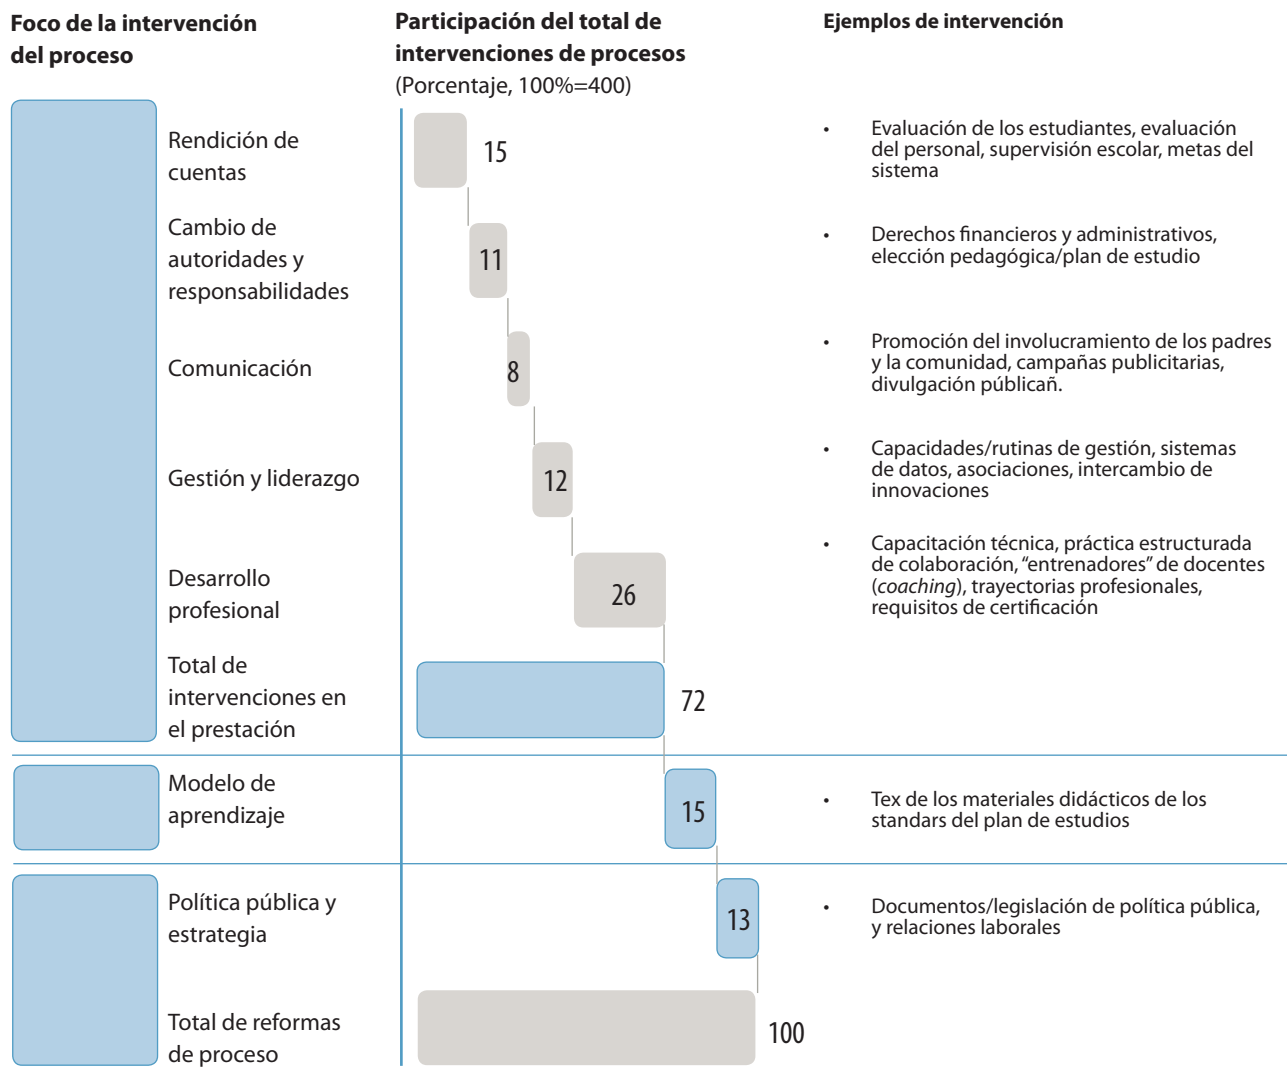 Foco de la intervención
del proceso
Participación del total de
intervenciones de procesos
(Porcentaje, 100%=400)
Ejemplos de intervención
Rendición de
cuentas
15
• Evaluación de los estudiantes, evaluación
del personal, supervisión escolar, metas del
sistema
Cambio de
autoridades y
responsabilidades
11
• Derechos financieros y administrativos,
elección pedagógica/plan de estudio
Comunicación
8
• Promoción del involucramiento de los padres
y la comunidad, campañas publicitarias,
divulgación públicañ.
Gestión y liderazgo
12
• Capacidades/rutinas de gestión, sistemas
de datos, asociaciones, intercambio de
innovaciones
Desarrollo
profesional
26
• Capacitación técnica, práctica estructurada
de colaboración, “entrenadores” de docentes
(coaching), trayectorias profesionales,
requisitos de certificación
Total de
intervenciones en
el prestación
72
Modelo de
aprendizaje
15
• Tex de los materiales didácticos de los
standars del plan de estudios
Política pública y
estrategia
13
• Documentos/legislación de política pública,
y relaciones laborales
Total de reformas
de proceso
100